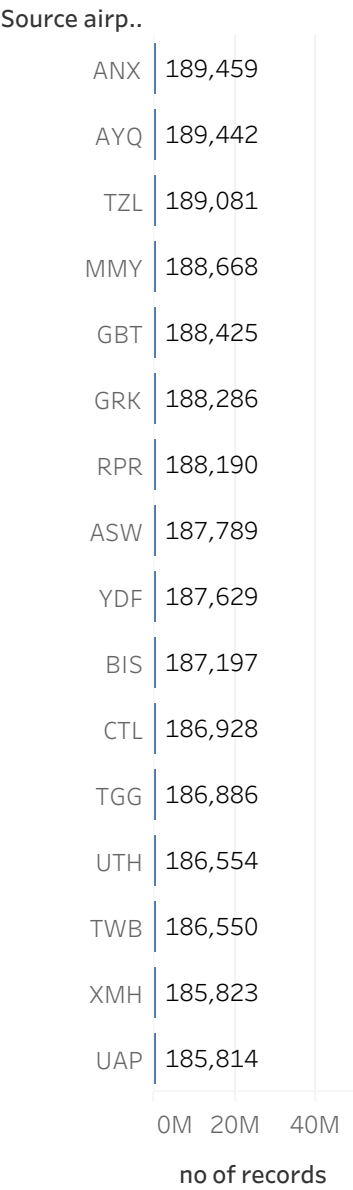 Source airp..
ANX 189,459
AYQ 189,442
TZL 189,081
MMY 188,668
GBT 188,425
GRK 188,286
RPR 188,190
ASW 187,789
YDF 187,629
BIS 187,197
CTL 186,928
TGG 186,886
UTH 186,554
TWB 186,550
XMH 185,823
UAP 185,814
0M 20M 40M
no of records